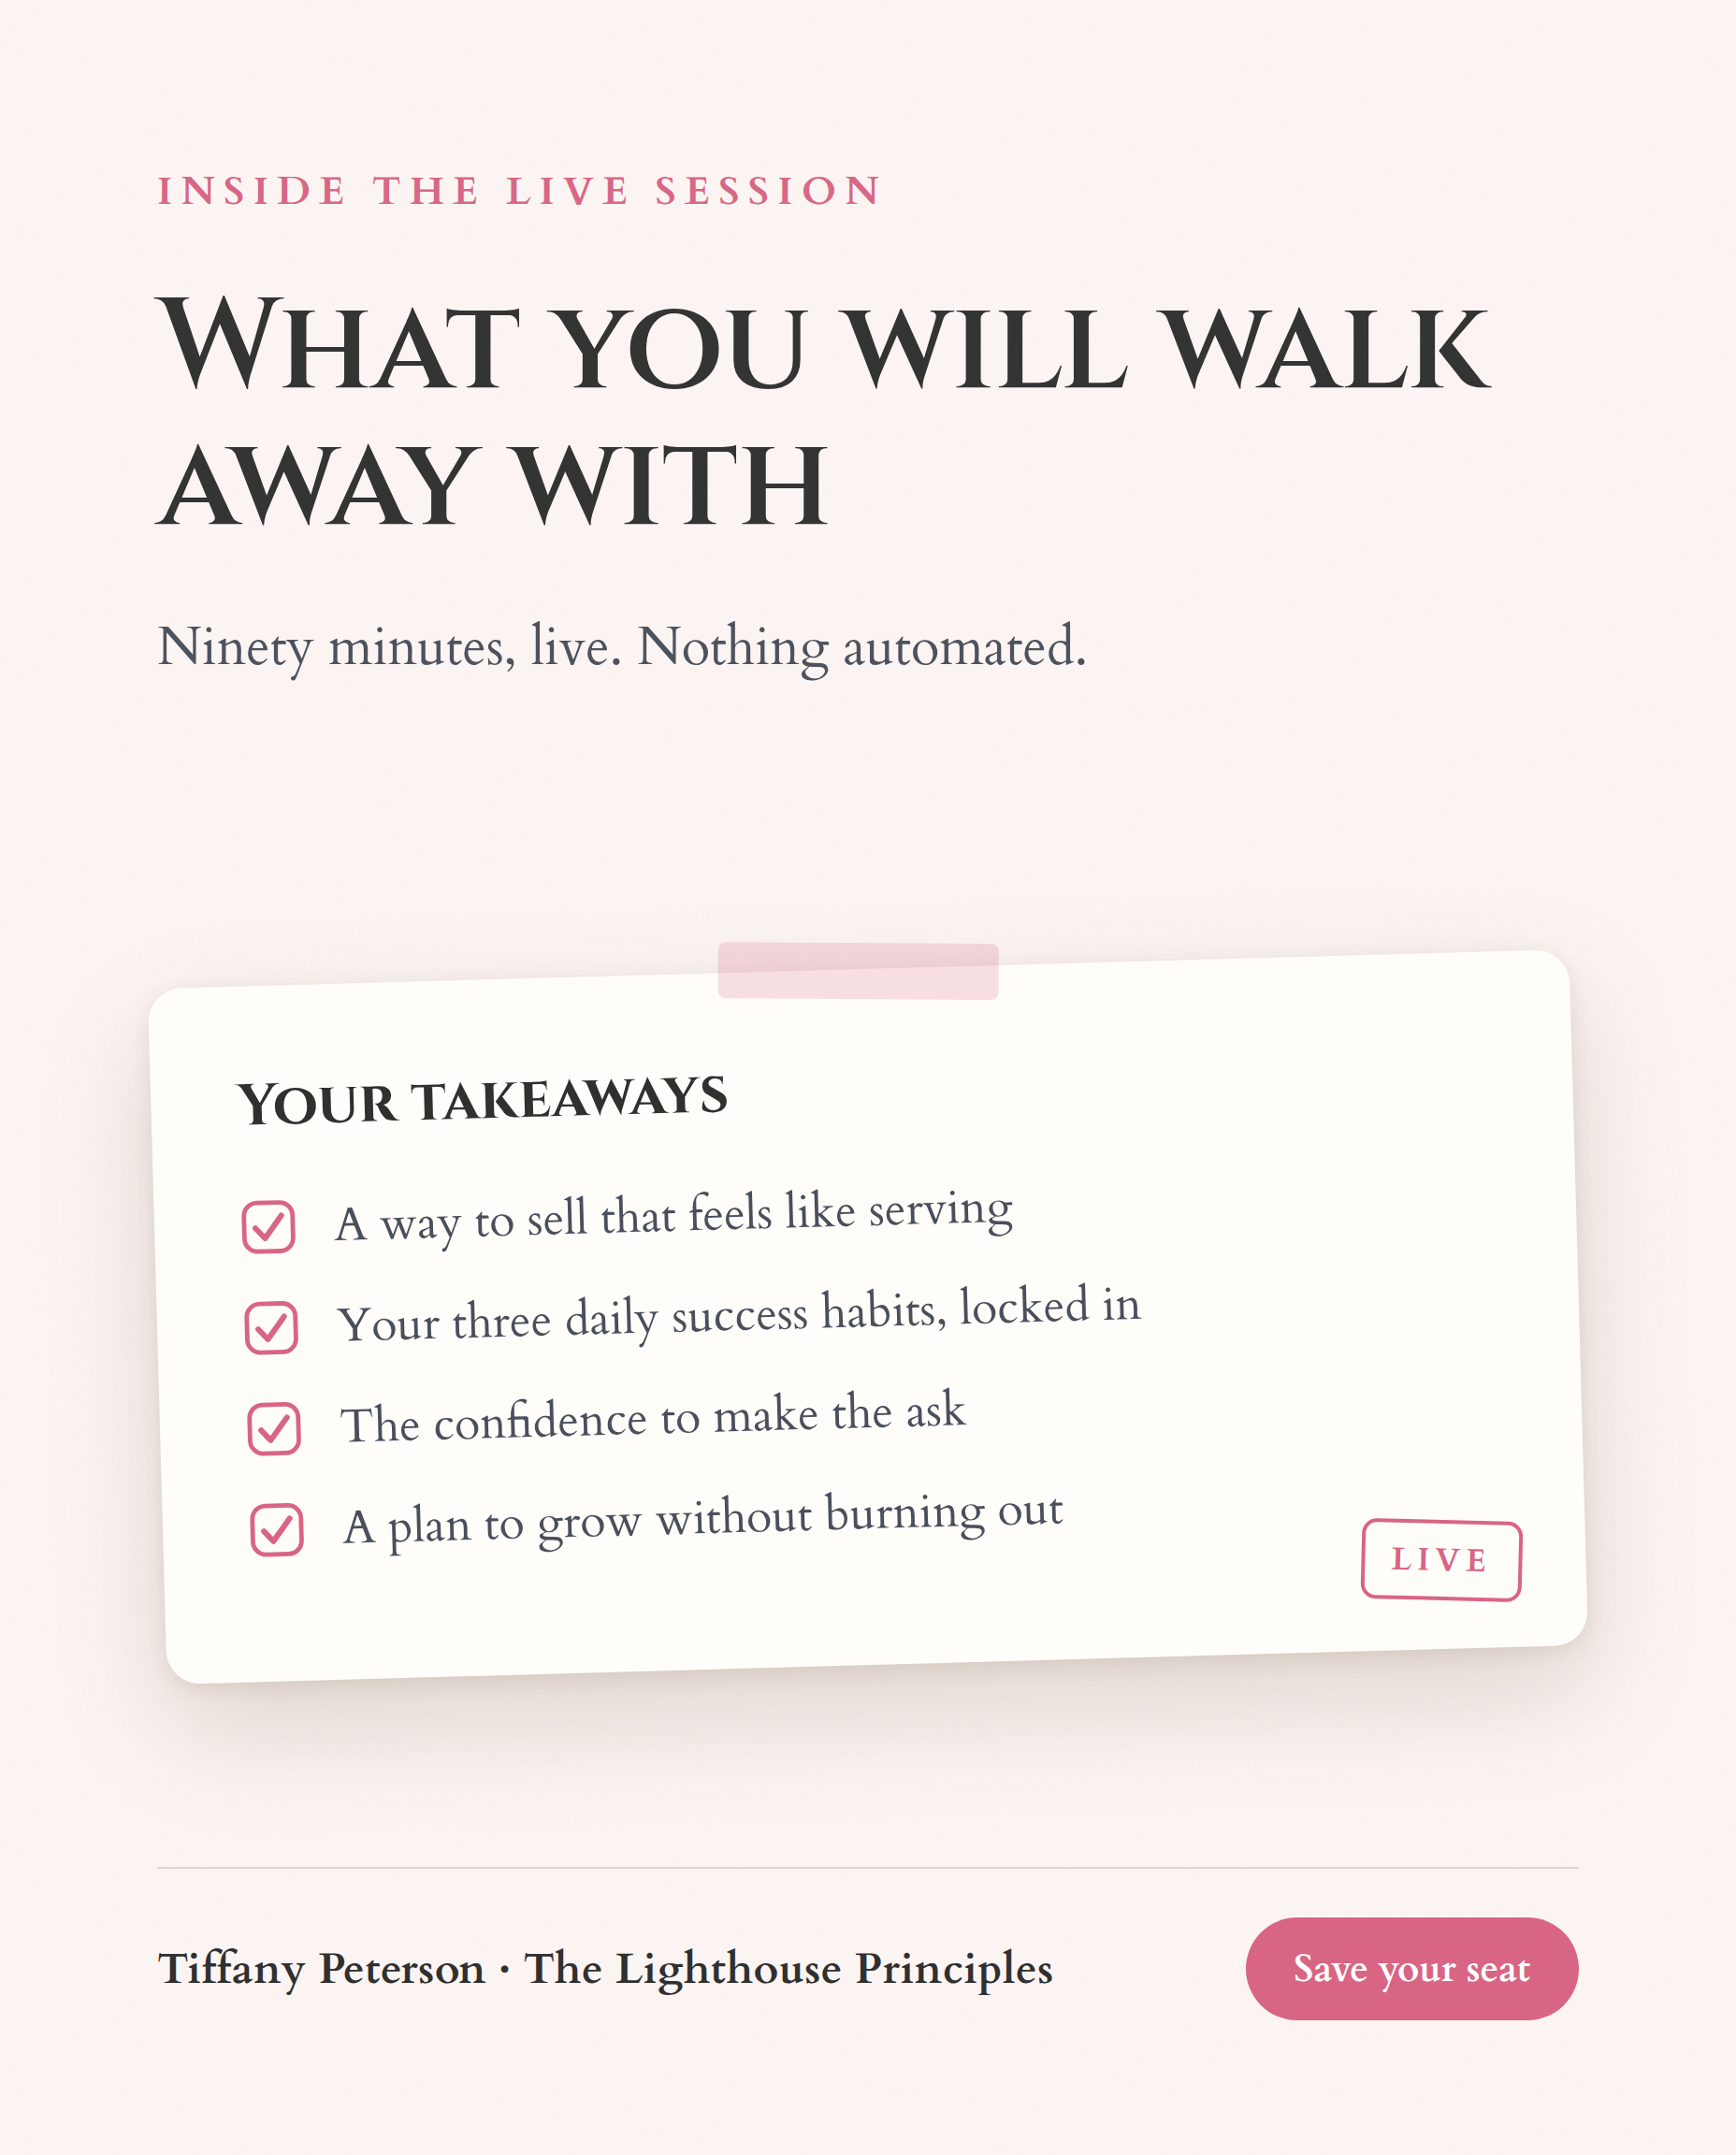 INSIDE THE LIVE SESSION
What you will walk
away with
Ninety minutes, live. Nothing automated.
Your takeaways
A way to sell that feels like serving
Your three daily success habits, locked in
The confidence to make the ask
A plan to grow without burning out
LIVE
Tiffany Peterson · The Lighthouse Principles
Save your seat